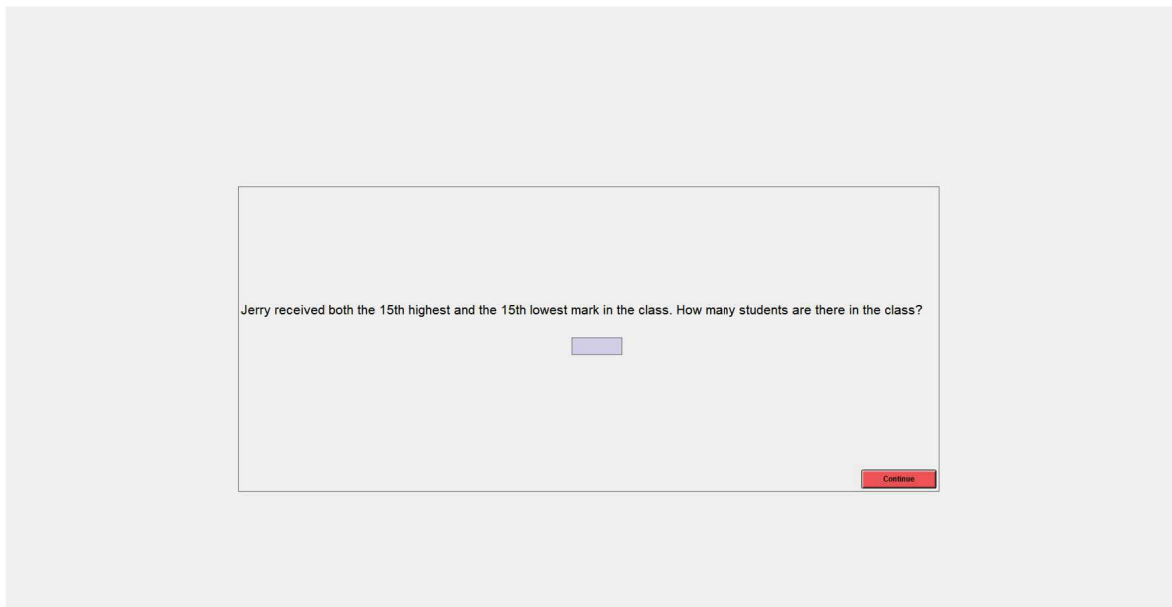 Jerry received both the 15th highest and the 15th lowest mark in the class. How many students are there in the class?
Continue